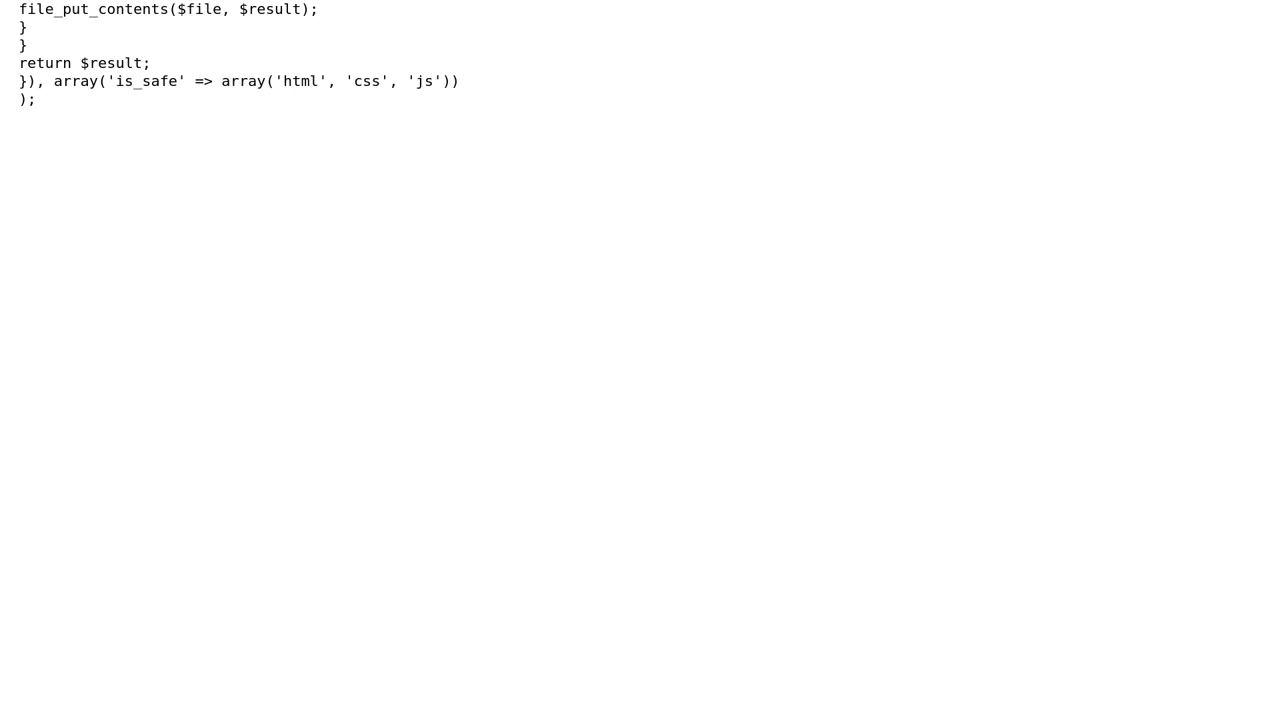 file_put_contents($file, $result);
}
}
return $result;
}), array('is_safe' => array('html', 'css', 'js'))
);